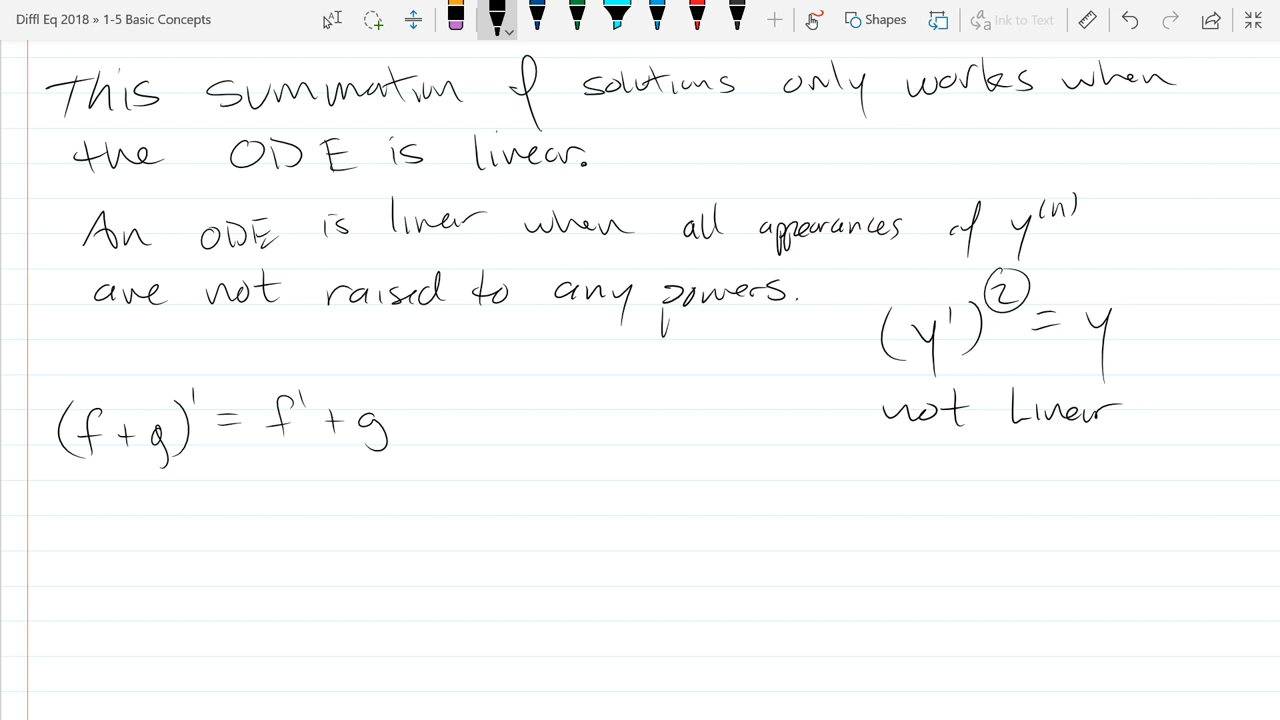 Diffl Eq 2018 » 1-5 Basic Concepts
Shapes
Ink to Text
This summation of solutions only works when
the ODE is linear.
An ODE is linear when all appearances of y^(n)
are not raised to any powers.
(y')^2 = y
not Linear
(f+g)' = f' + g